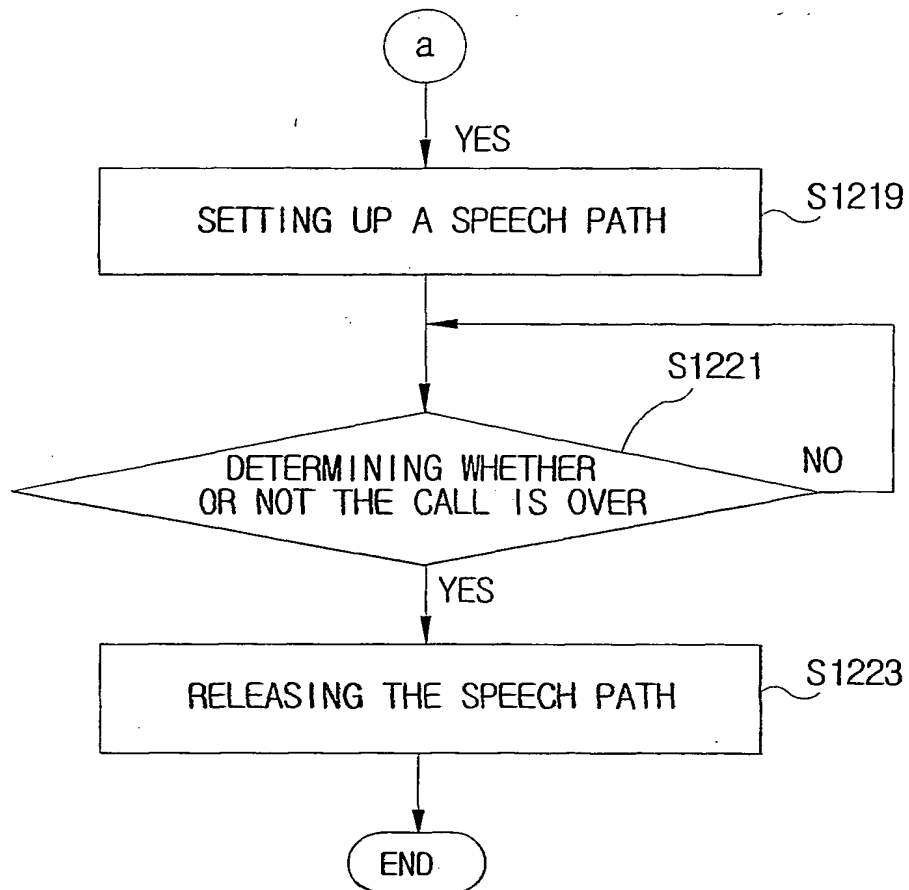 a
YES
SETTING UP A SPEECH PATH
S1219
S1221
DETERMINING WHETHER
OR NOT THE CALL IS OVER
NO
YES
RELEASING THE SPEECH PATH
S1223
END